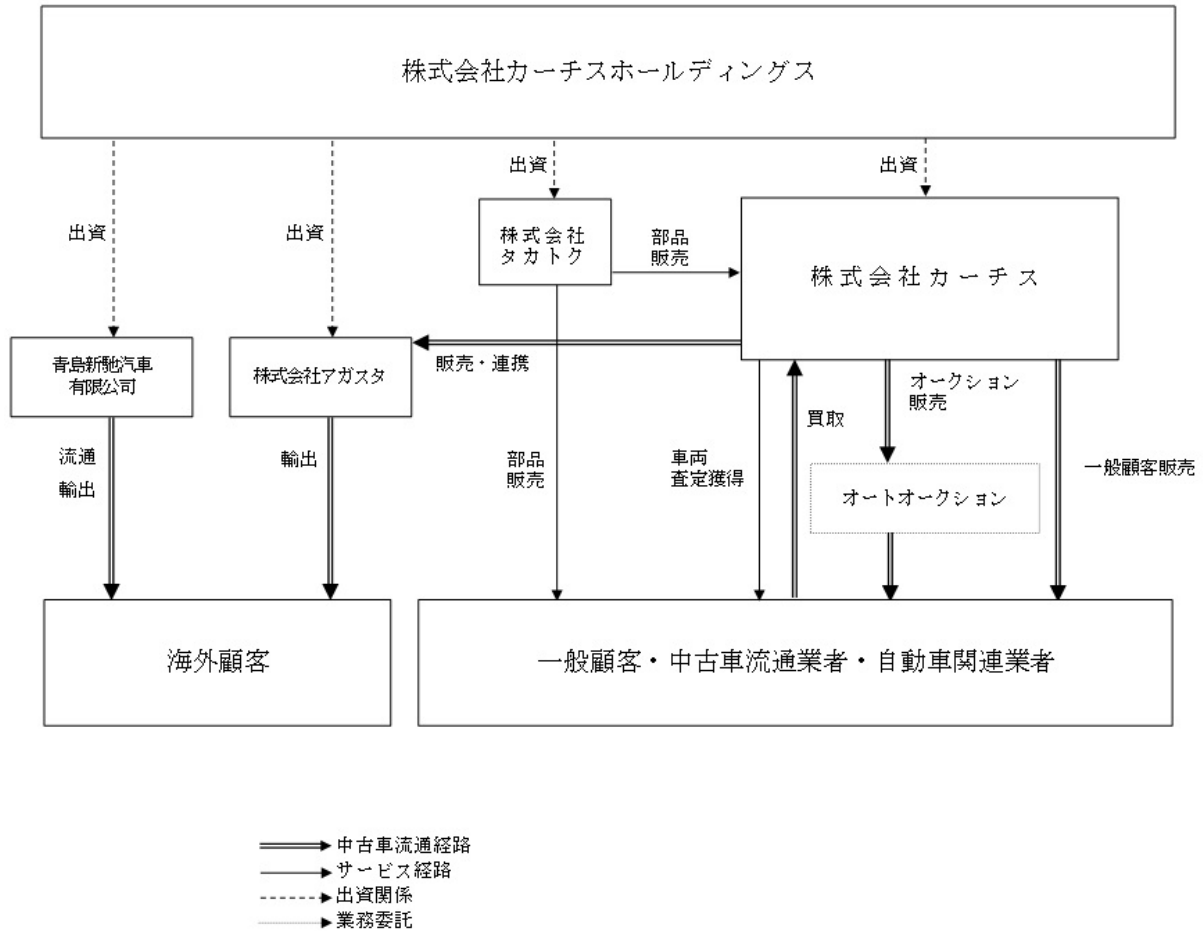 株式会社カーチスホールディングス
出資
出資
出資
出資
株式会社
タカトク
部品
販売
株式会社カーチス
青島新馳汽車
有限公司
株式会社アガスタ
販売・連携
流通
輸出
輸出
部品
販売
車両
査定獲得
買取
オークション
販売
一般顧客販売
オートオークション
海外顧客
一般顧客・中古車流通業者・自動車関連業者
中古車流通経路
サービス経路
出資関係
業務委託